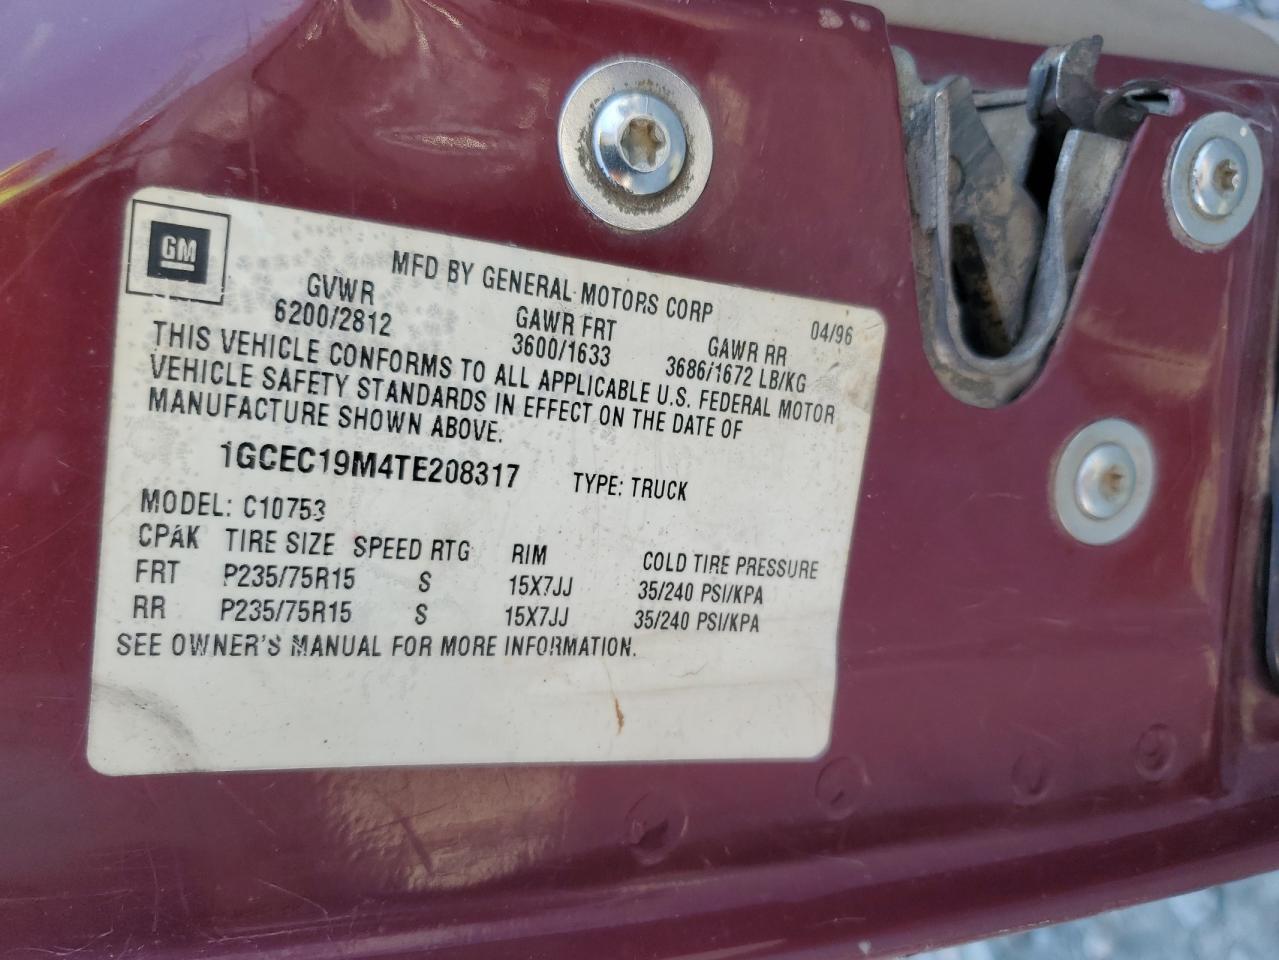 GM
MFD BY GENERAL MOTORS CORP 04/96
GVWR GAWR FRT GAWR RR
6200/2812 3600/1633 3686/1672 LB/KG
THIS VEHICLE CONFORMS TO ALL APPLICABLE U.S. FEDERAL MOTOR
VEHICLE SAFETY STANDARDS IN EFFECT ON THE DATE OF
MANUFACTURE SHOWN ABOVE.
1GCEC19M4TE208317 TYPE: TRUCK
MODEL: C10753
CPAK TIRE SIZE SPEED RTG RIM COLD TIRE PRESSURE
FRT P235/75R15 S 15X7JJ 35/240 PSI/KPA
RR P235/75R15 S 15X7JJ 35/240 PSI/KPA
SEE OWNER'S MANUAL FOR MORE INFORMATION.